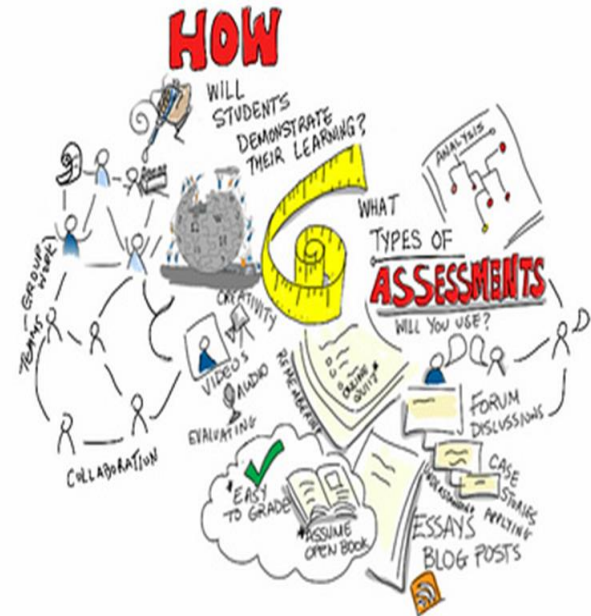 HOW
WILL
STUDENTS
DEMONSTRATE
THEIR LEARNING?
ANALYSIS
WHAT
TYPES OF
ASSESSMENTS
WILL YOU USE?
GROUP
WORK
TEAMS
CREATIVITY
VIDEOS
AUDIO
EVALUATING
COLLABORATION
REMEMBERING
ONLINE
QUIZ
FORUM
DISCUSSIONS
CASE
STORIES
UNDERSTANDING APPLYING
*EASY
TO GRADE
*ASSUME
OPEN BOOK
ESSAYS
BLOG POSTS